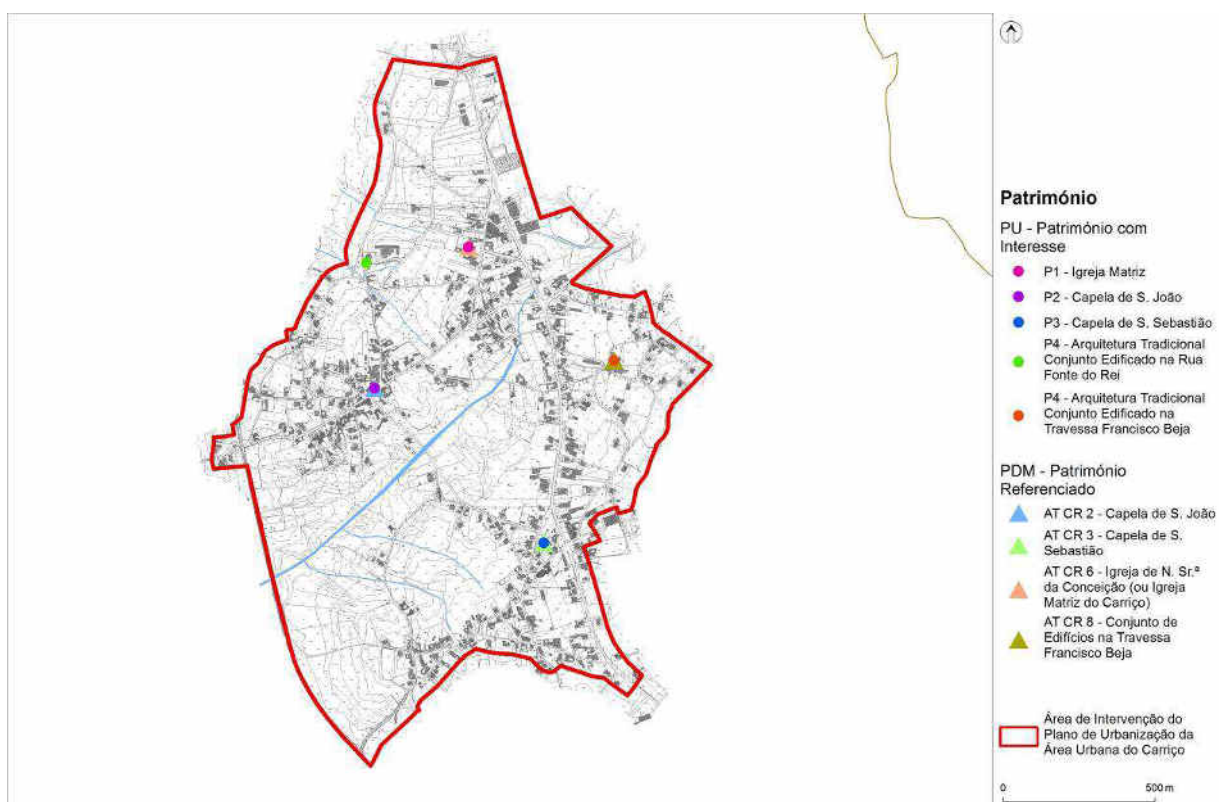 Património
PU - Património com
Interesse
P1 - Igreja Matriz
P2 - Capela de S. João
P3 - Capela de S. Sebastião
P4 - Arquitetura Tradicional
Conjunto Edificado na Rua
Fonte do Rei
P4 - Arquitetura Tradicional
Conjunto Edificado na
Travessa Francisco Beja
PDM - Património
Referenciado
AT CR 2 - Capela de S. João
AT CR 3 - Capela de S.
Sebastião
AT CR 6 - Igreja de N. Sr.ª
da Conceição (ou Igreja
Matriz do Carriço)
AT CR 8 - Conjunto de
Edifícios na Travessa
Francisco Beja
Área de Intervenção do
Plano de Urbanização da
Área Urbana do Carriço
0 500 m